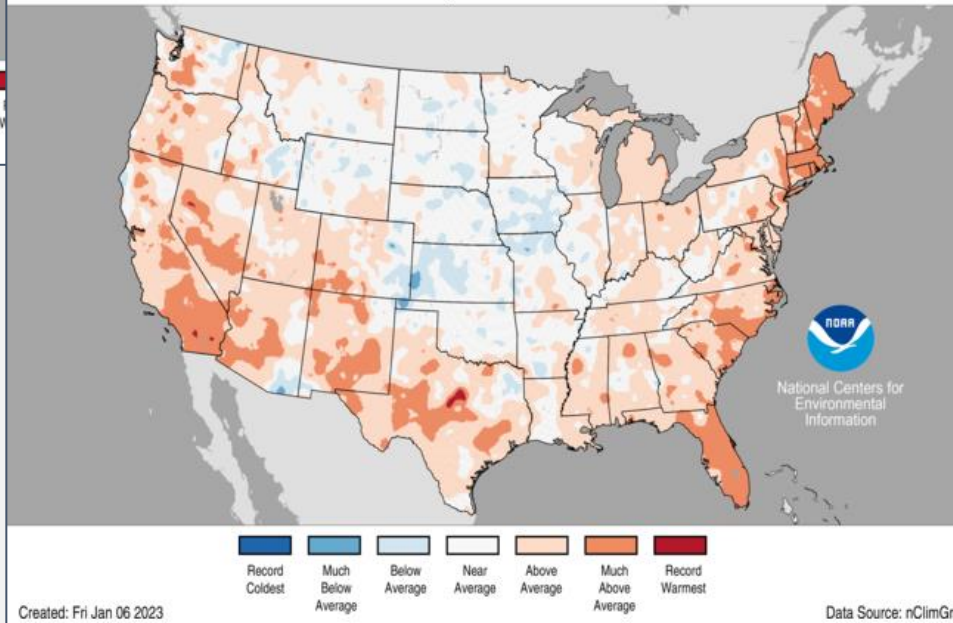 NOAA
National Centers for
Environmental
Information
Record
Coldest
Much
Below
Average
Below
Average
Near
Average
Above
Average
Much
Above
Average
Record
Warmest
Created: Fri Jan 06 2023
Data Source: nClimGr